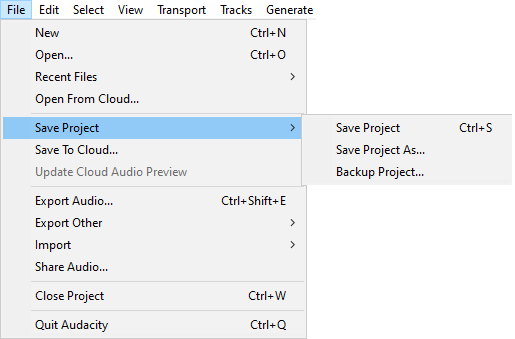 File Edit Select View Transport Tracks Generate
New Ctrl+N
Open... Ctrl+O
Recent Files
Open From Cloud...
Save Project
Save Project Ctrl+S
Save To Cloud...
Save Project As...
Update Cloud Audio Preview
Backup Project...
Export Audio... Ctrl+Shift+E
Export Other
Import
Share Audio...
Close Project Ctrl+W
Quit Audacity Ctrl+Q